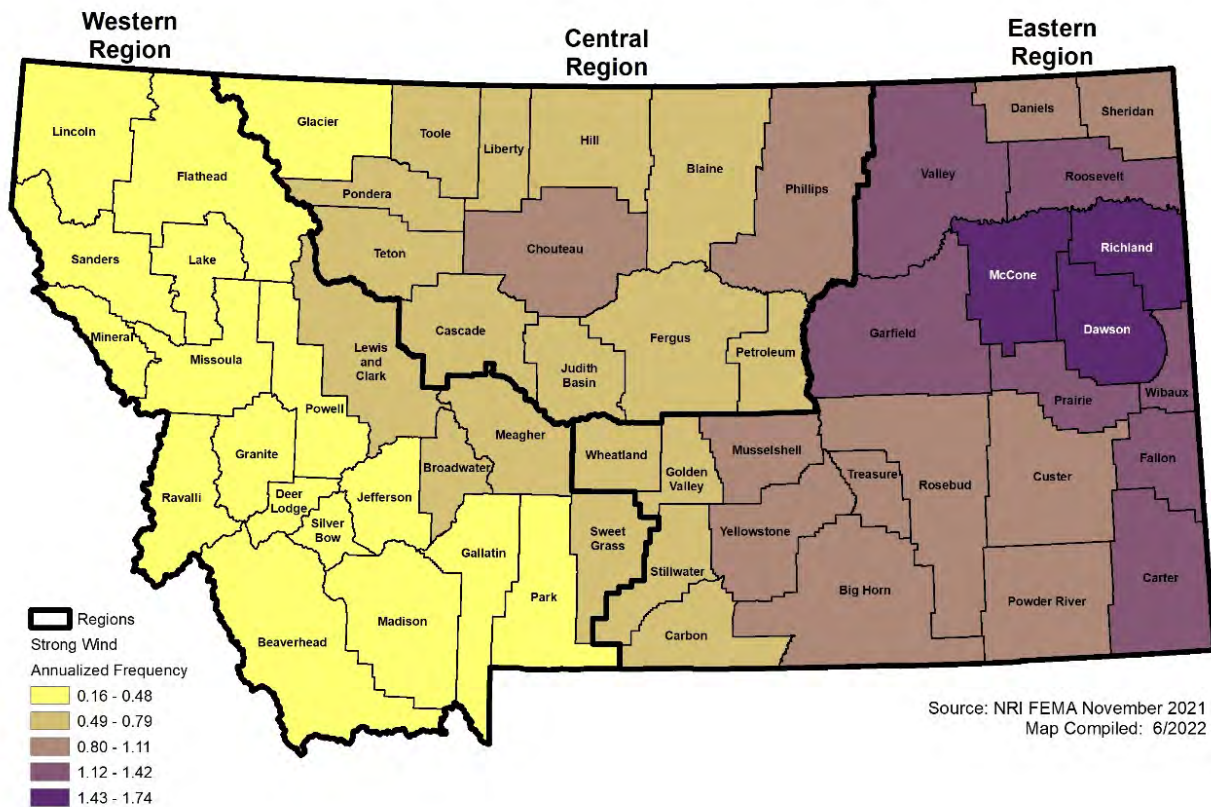 Western
Region
Central
Region
Eastern
Region
Lincoln
Flathead
Glacier
Toole
Liberty
Hill
Blaine
Phillips
Valley
Daniels
Sheridan
Roosevelt
Pondera
Teton
Chouteau
Sanders
Lake
McCone
Richland
Dawson
Mineral
Missoula
Lewis
and
Clark
Cascade
Judith
Basin
Fergus
Petroleum
Garfield
Prairie
Wibaux
Powell
Granite
Ravalli
Deer
Lodge
Silver
Bow
Jefferson
Broadwater
Meagher
Wheatland
Golden
Valley
Musselshell
Treasure
Rosebud
Custer
Fallon
Gallatin
Park
Sweet
Grass
Stillwater
Yellowstone
Big Horn
Powder River
Carter
Beaverhead
Madison
Carbon
Regions
Strong Wind
Annualized Frequency
0.16 - 0.48
0.49 - 0.79
0.80 - 1.11
1.12 - 1.42
1.43 - 1.74
Source: NRI FEMA November 2021
Map Compiled: 6/2022